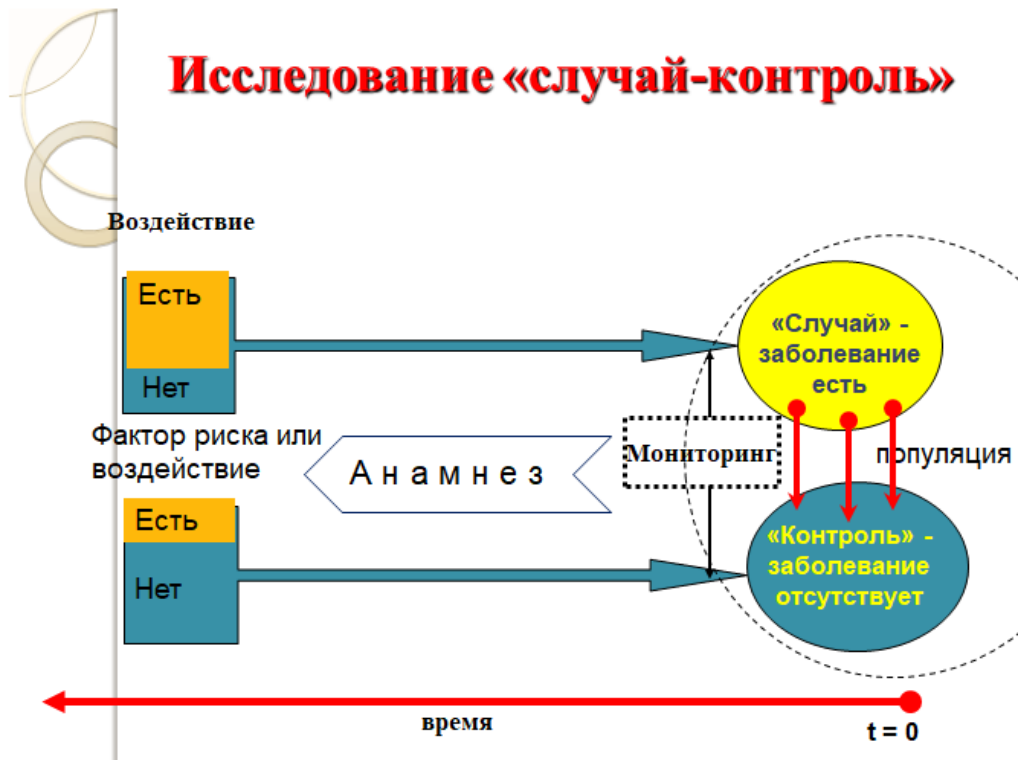 Исследование «случай-контроль»
Воздействие
Есть
Нет
Фактор риска или
воздействие
Есть
Нет
А н а м н е з
Мониторинг
«Случай» -
заболевание
есть
популяция
«Контроль» -
заболевание
отсутствует
время
t = 0